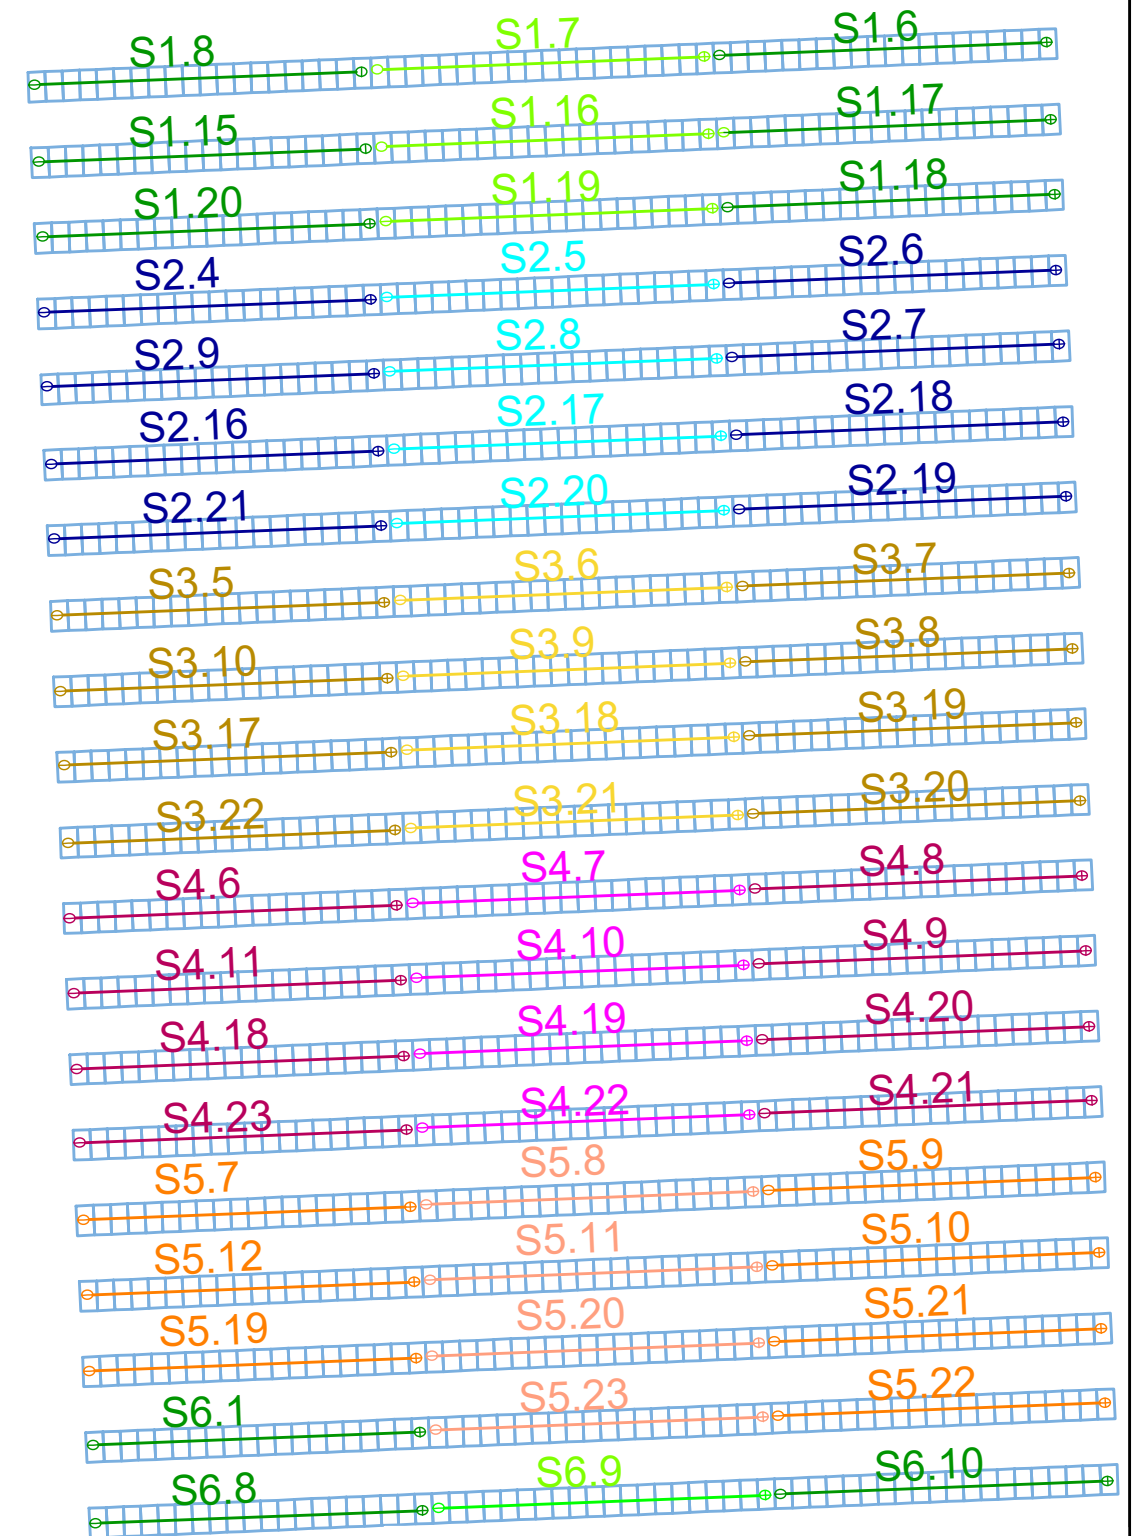 S1.8 S1.7 S1.6
S1.15 S1.16 S1.17
S1.20 S1.19 S1.18
S2.4 S2.5 S2.6
S2.9 S2.8 S2.7
S2.16 S2.17 S2.18
S2.21 S2.20 S2.19
S3.5 S3.6 S3.7
S3.10 S3.9 S3.8
S3.17 S3.18 S3.19
S3.22 S3.21 S3.20
S4.6 S4.7 S4.8
S4.11 S4.10 S4.9
S4.18 S4.19 S4.20
S4.23 S4.22 S4.21
S5.7 S5.8 S5.9
S5.12 S5.11 S5.10
S5.19 S5.20 S5.21
S6.1 S5.23 S5.22
S6.8 S6.9 S6.10